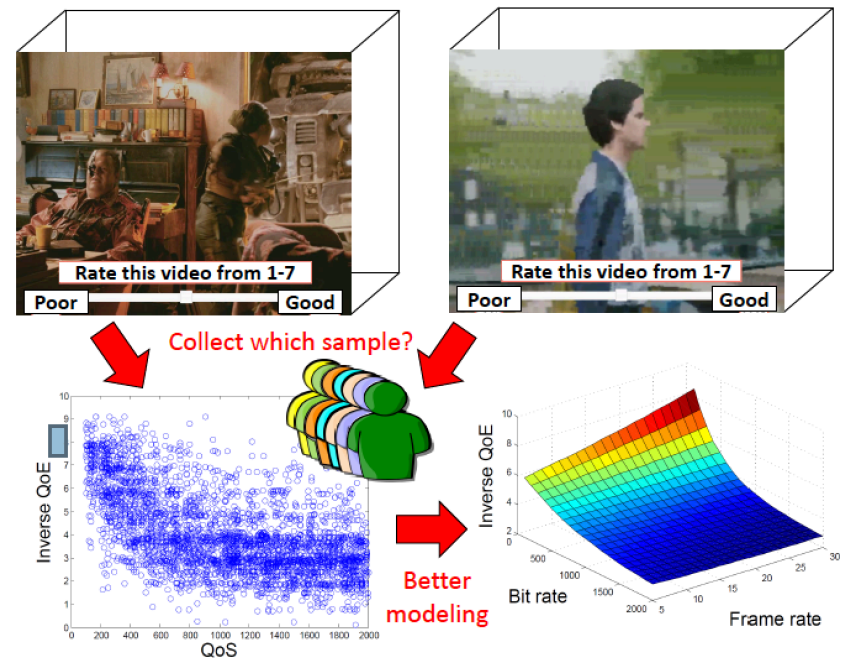 Rate this video from 1-7
Poor
Good
Rate this video from 1-7
Poor
Good
Collect which sample?
10
9
8
7
6
5
4
3
2
1
0
Inverse QoE
0 200 400 600 800 1000 1200 1400 1600 1800 2000
QoS
Better
modeling
10
8
6
4
2
Inverse QoE
0
500
1000
1500
2000
Bit rate
5
10
15
20
25
30
Frame rate